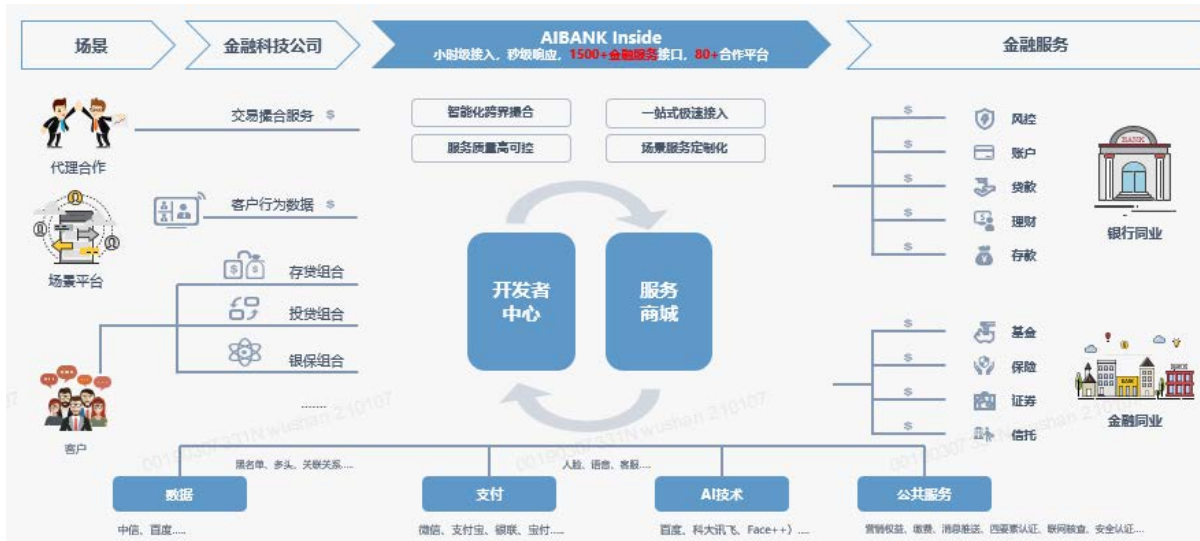 场景
金融科技公司
AIBANK Inside
小时级接入，秒级响应，1500+金融服务接口，80+合作平台
金融服务
代理合作
交易撮合服务 $
智能化跨界撮合
一站式极速接入
服务质量高可控
场景服务定制化
场景平台
客户行为数据 $
存贷组合
投贷组合
银保组合
.......
客户
开发者
中心
服务
商城
$ 风控
$ 账户
$ 贷款
$ 理财
$ 存款
BANK
银行同业
$ 基金
$ 保险
$ 证券
$ 信托
BANK
金融同业
黑名单、多头、关联关系....
人脸、语音、客服....
数据
支付
AI技术
公共服务
中信、百度.....
微信、支付宝、银联、宝付.....
百度、科大讯飞、Face++）....
营销权益、缴费、消息推送、四要素认证、联网核查、安全认证....
00190307331N wushan 210107
00190307331N wushan 210107